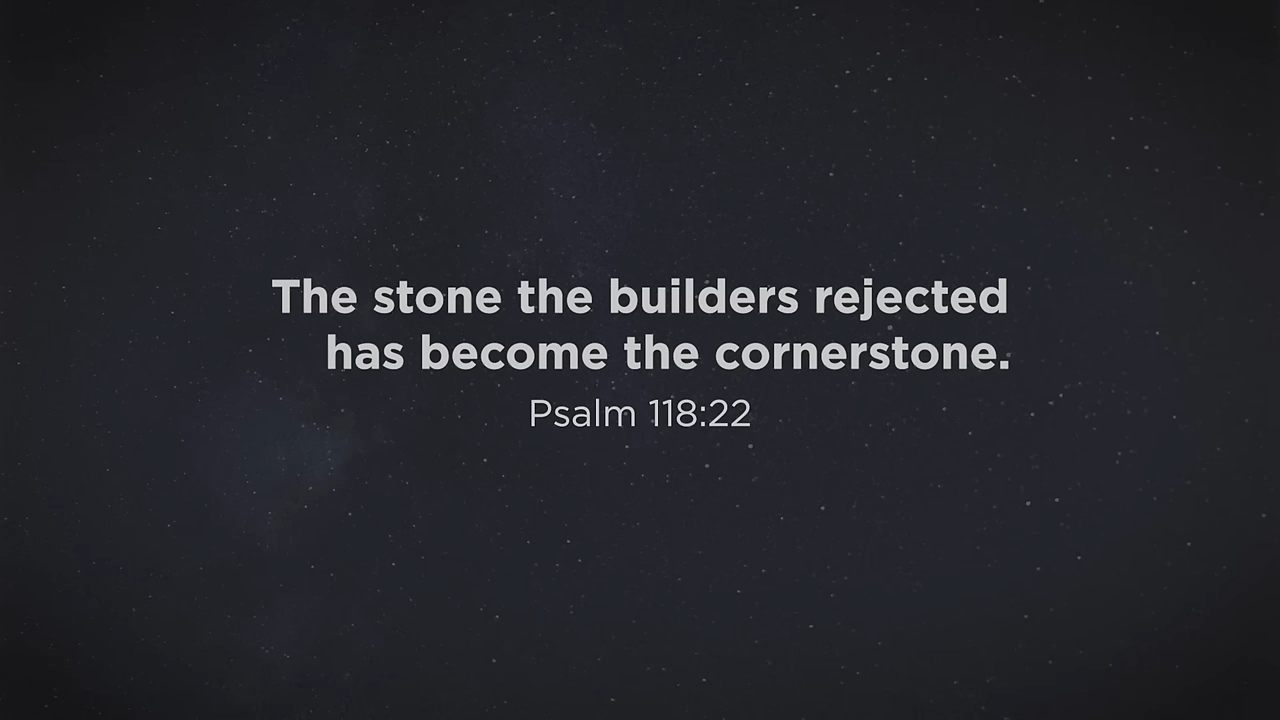 The stone the builders rejected
has become the cornerstone.
Psalm 118:22